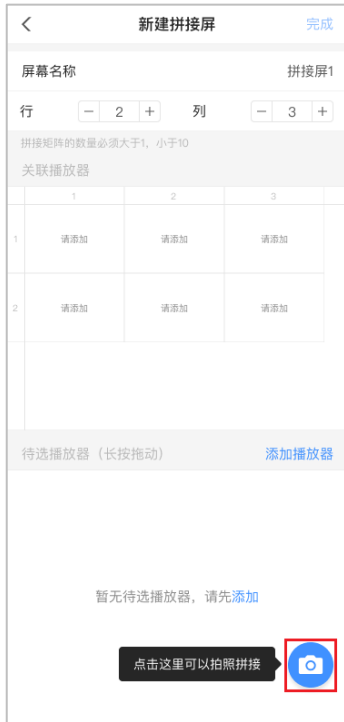 新建拼接屏 完成
屏幕名称 拼接屏1
行 − 2 + 列 − 3 +
拼接矩阵的数量必须大于1，小于10
关联播放器
1 2 3
1 请添加 请添加 请添加
2 请添加 请添加 请添加
待选播放器（长按拖动） 添加播放器
暂无待选播放器，请先添加
点击这里可以拍照拼接